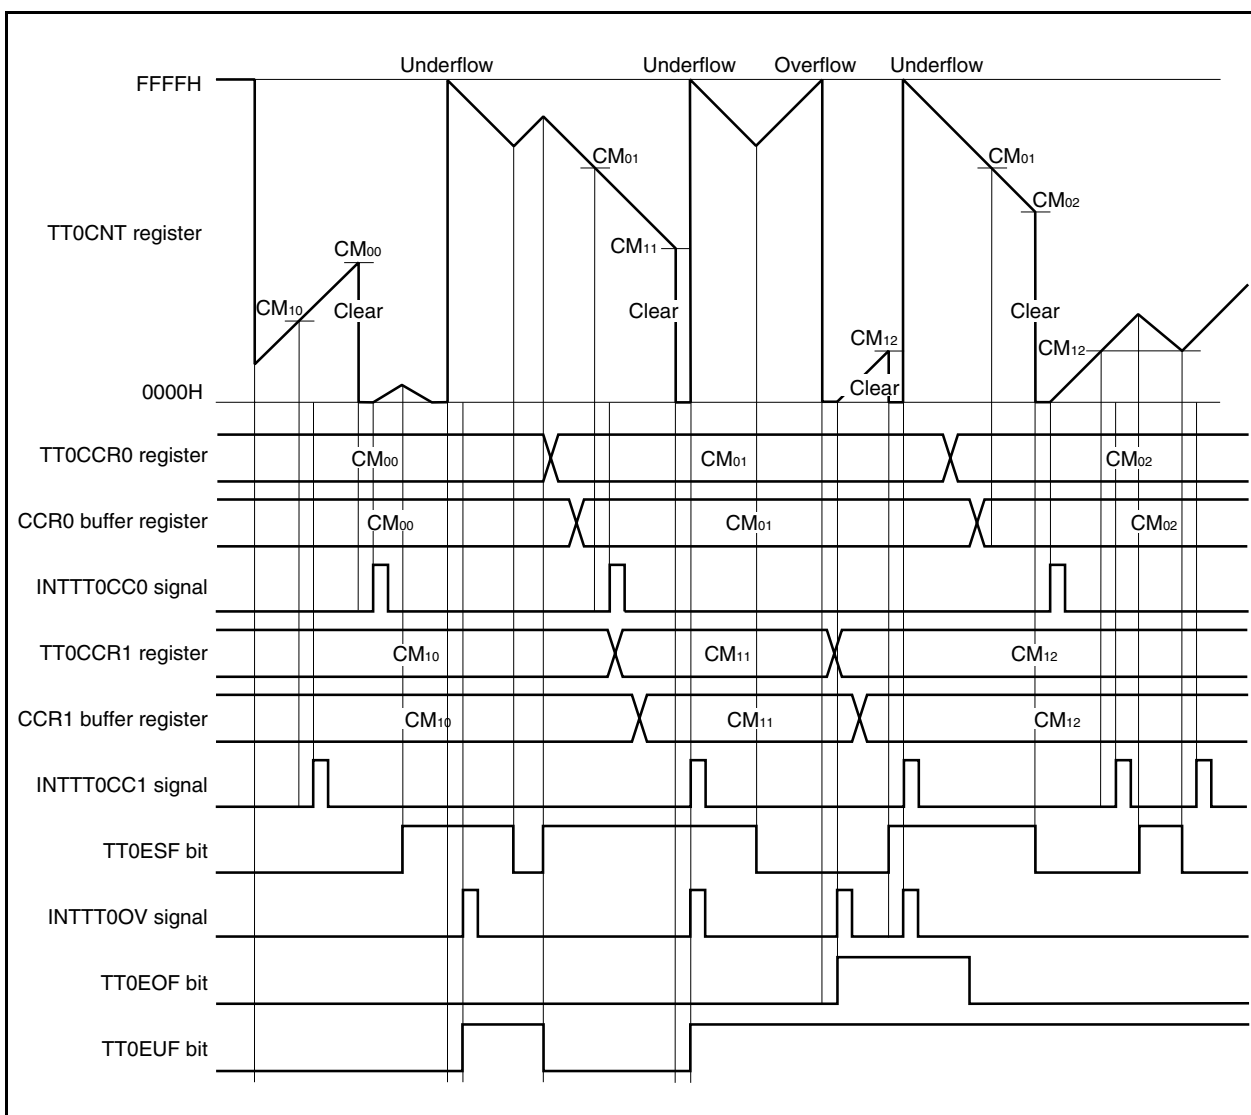 Underflow Underflow Overflow Underflow
FFFFH
CM01 CM01
CM02
TT0CNT register
CM00 CM11
CM10 Clear Clear Clear
CM12 CM12
0000H Clear
TT0CCR0 register CM00 CM01 CM02
CCR0 buffer register CM00 CM01 CM02
INTTT0CC0 signal
TT0CCR1 register CM10 CM11 CM12
CCR1 buffer register CM10 CM11 CM12
INTTT0CC1 signal
TT0ESF bit
INTTT0OV signal
TT0EOF bit
TT0EUF bit